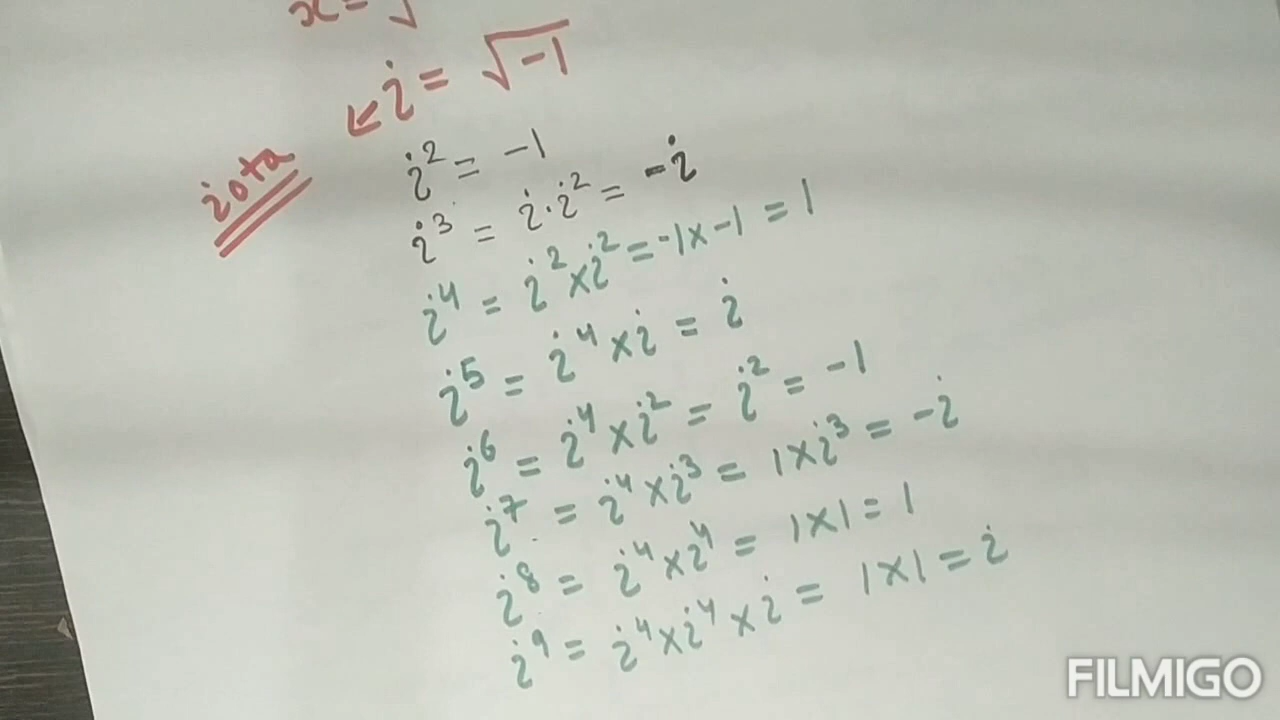 x = √
i = √-1
iota
i² = -1
i³ = i·i² = -i
i⁴ = i² × i² = -1 × -1 = 1
i⁵ = i⁴ × i = i
i⁶ = i⁴ × i² = i² = -1
i⁷ = i⁴ × i³ = 1 × i³ = -i
i⁸ = i⁴ × i⁴ = 1 × 1 = 1
i⁹ = i⁴ × i⁴ × i = 1 × 1 = i
FILMIGO